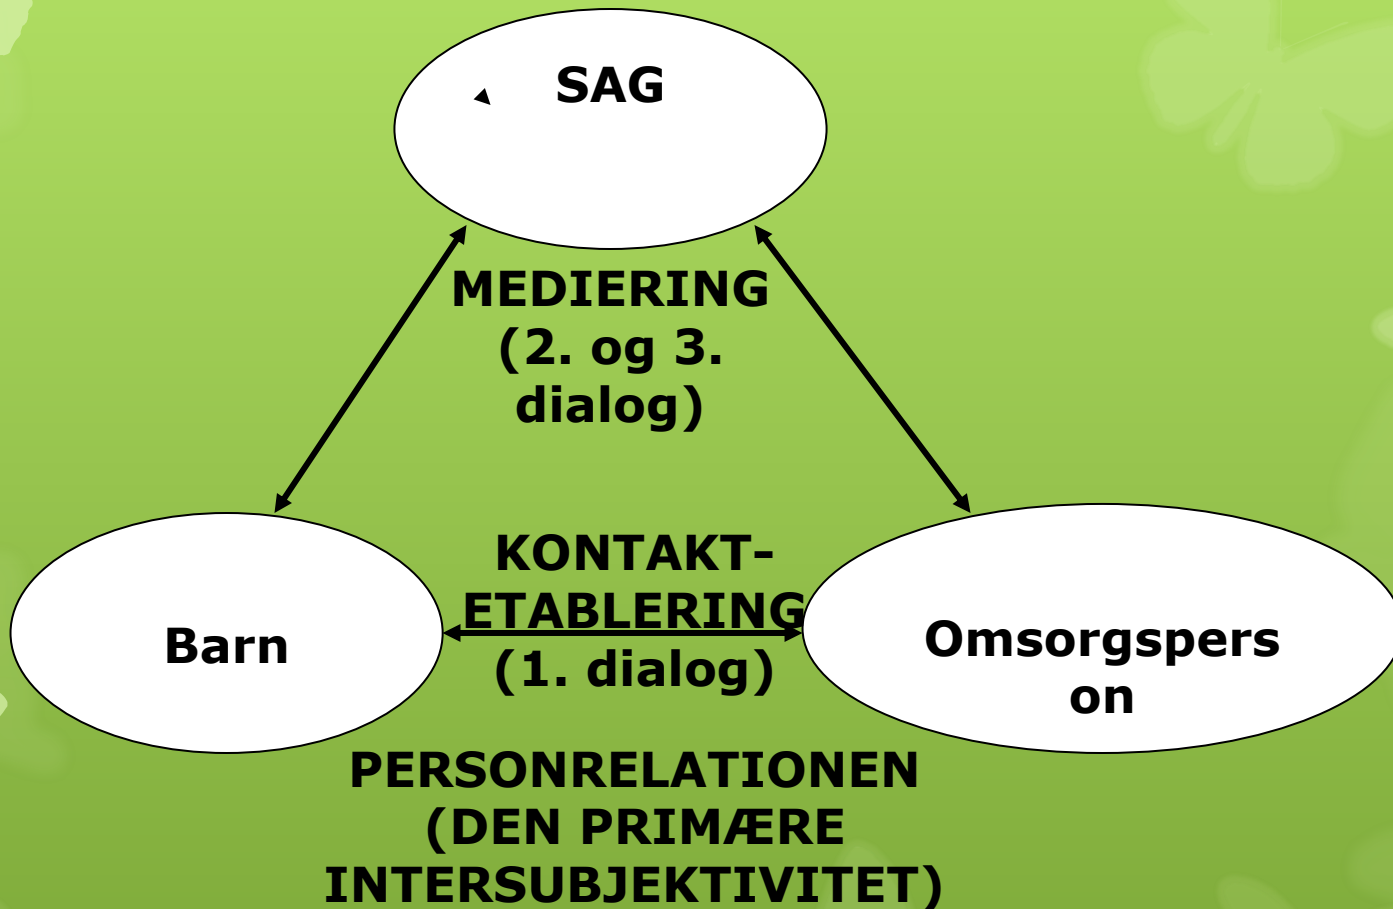 SAG
MEDIERING
(2. og 3.
dialog)
KONTAKT-
ETABLERING
(1. dialog)
Barn
Omsorgspers
on
PERSONRELATIONEN
(DEN PRIMÆRE
INTERSUBJEKTIVITET)